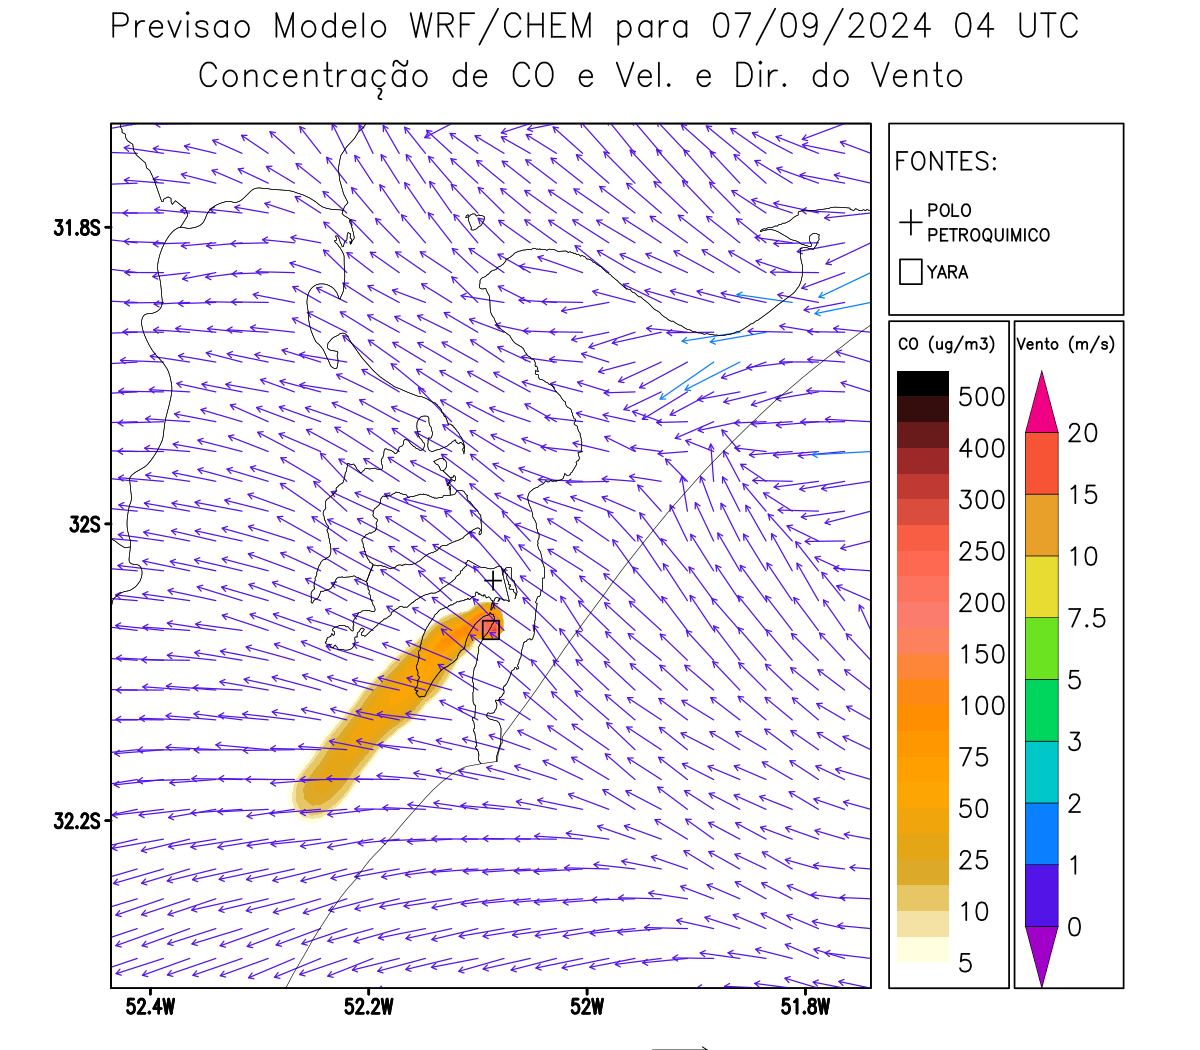 Previsao Modelo WRF/CHEM para 07/09/2024 04 UTC
Concentração de CO e Vel. e Dir. do Vento
FONTES:
POLO
PETROQUIMICO
YARA
CO (ug/m3)
500
400
300
250
200
150
100
75
50
25
10
5
Vento (m/s)
20
15
10
7.5
5
3
2
1
0
31.8S
32S
32.2S
52.4W
52.2W
52W
51.8W